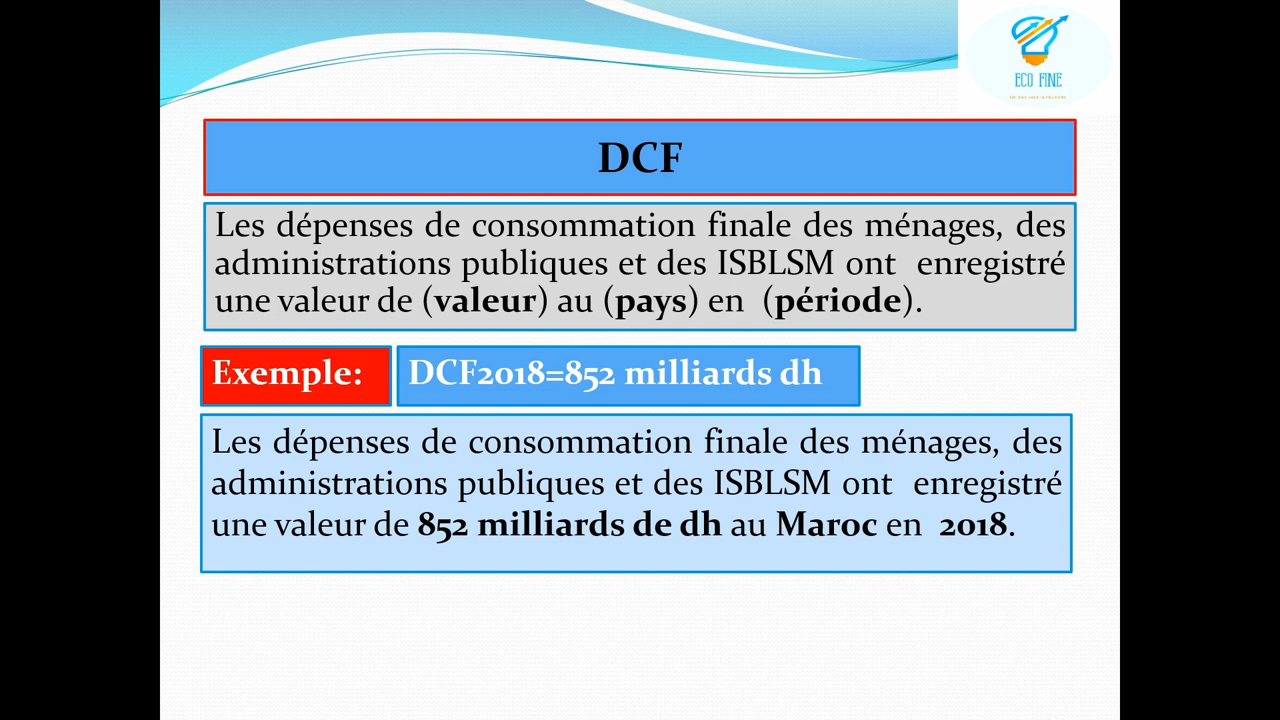 ECO FINE
DCF
Les dépenses de consommation finale des ménages, des
administrations publiques et des ISBLSM ont enregistré
une valeur de (valeur) au (pays) en (période).
Exemple:
DCF2018=852 milliards dh
Les dépenses de consommation finale des ménages, des
administrations publiques et des ISBLSM ont enregistré
une valeur de 852 milliards de dh au Maroc en 2018.